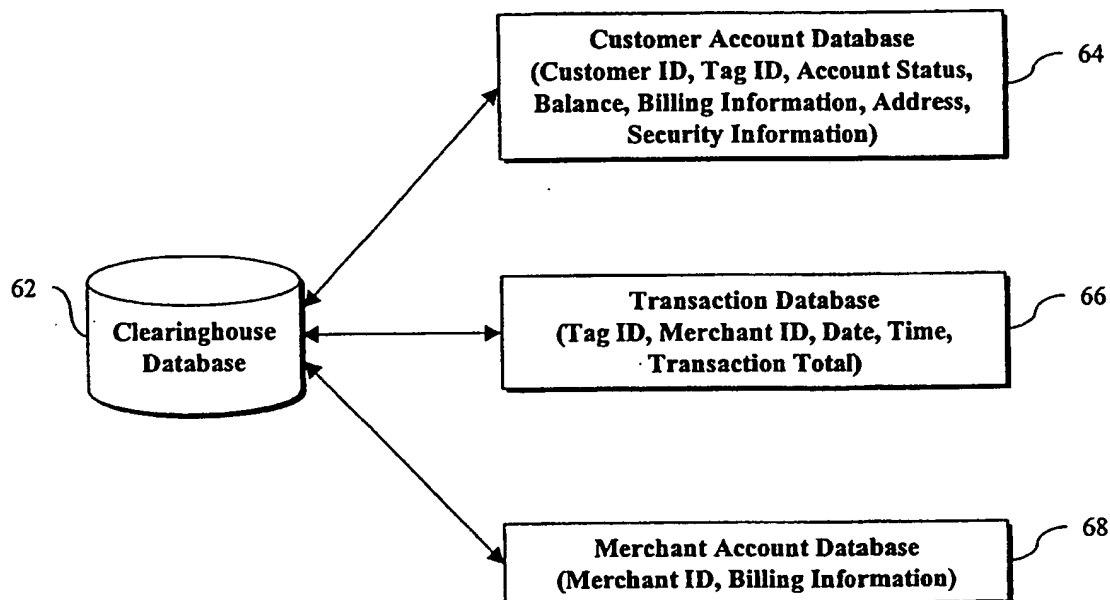 Customer Account Database
(Customer ID, Tag ID, Account Status,
Balance, Billing Information, Address,
Security Information)
64
62
Clearinghouse
Database
Transaction Database
(Tag ID, Merchant ID, Date, Time,
Transaction Total)
66
Merchant Account Database
(Merchant ID, Billing Information)
68